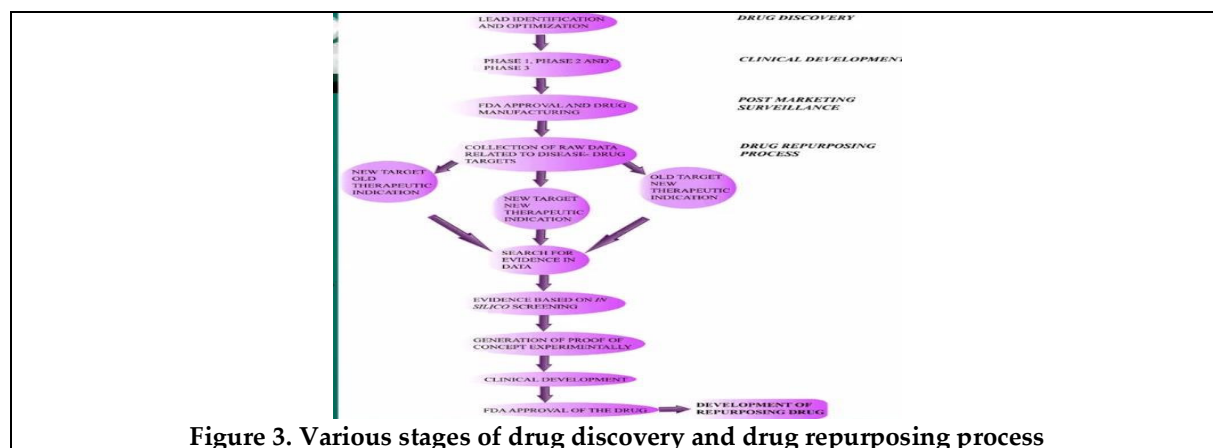 LEAD IDENTIFICATION
AND OPTIMIZATION
DRUG DISCOVERY
PHASE 1, PHASE 2 AND"
PHASE 3
CLINICAL DEVELOPMENT
FDA APPROVAL AND DRUG
MANUFACTURING
POST MARKETING
SURVEILLANCE
COLLECTION OF RAW DATA
RELATED TO DISEASE- DRUG
TARGETS
DRUG REPURPOSING
PROCESS
NEW TARGET
OLD
THERAPEUTIC
INDICATION
NEW TARGET
NEW
THERAPEUTIC
INDICATION
OLD TARGET
NEW
THERAPEUTIC
INDICATION
SEARCH FOR
EVIDENCE IN
DATA
EVIDENCE BASED ON IN
SILICO SCREENING
GENERATION OF PROOF OF
CONCEPT EXPERIMENTALLY
CLINICAL DEVELOPMENT
FDA APPROVAL OF THE DRUG
DEVELOPMENT OF
REPURPOSING DRUG
Figure 3. Various stages of drug discovery and drug repurposing process